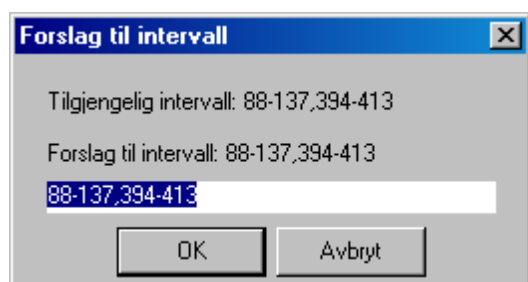 Forslag til intervall
Tilgjengelig intervall: 88-137,394-413
Forslag til intervall: 88-137,394-413
88-137,394-413
OK Avbryt